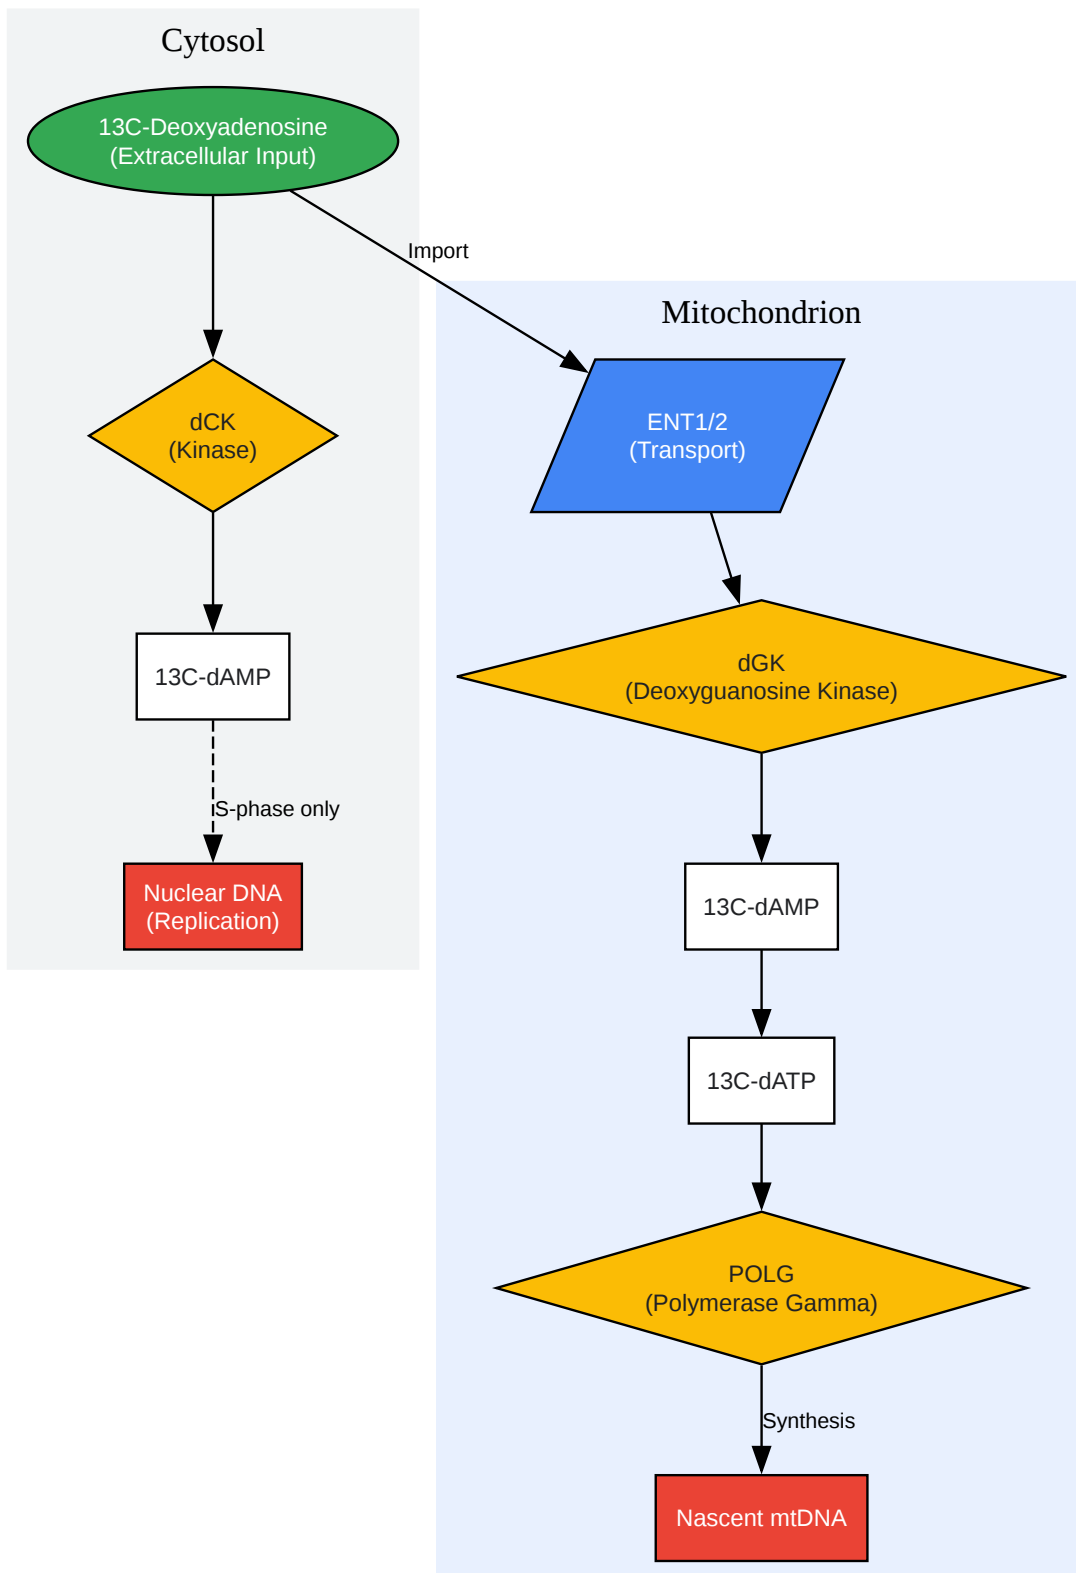 Cytosol
13C-Deoxyadenosine
(Extracellular Input)
Import
dCK
(Kinase)
13C-dAMP
S-phase only
Nuclear DNA
(Replication)
Mitochondrion
ENT1/2
(Transport)
dGK
(Deoxyguanosine Kinase)
13C-dAMP
13C-dATP
POLG
(Polymerase Gamma)
Synthesis
Nascent mtDNA